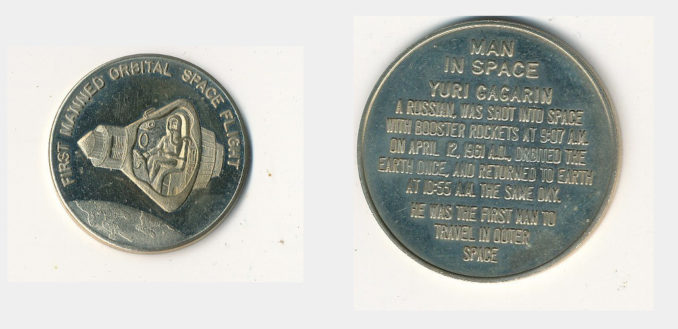 FIRST MANNED ORBITAL SPACE FLIGHT
MAN
IN SPACE
YURI GAGARIN
A RUSSIAN, WAS SHOT INTO SPACE
WITH BOOSTER ROCKETS AT 9:07 A.M.
ON APRIL 12, 1961 A.D., ORBITED THE
EARTH ONCE, AND RETURNED TO EARTH
AT 10:55 A.M. THE SAME DAY.
HE WAS THE FIRST MAN TO
TRAVEL IN OUTER
SPACE